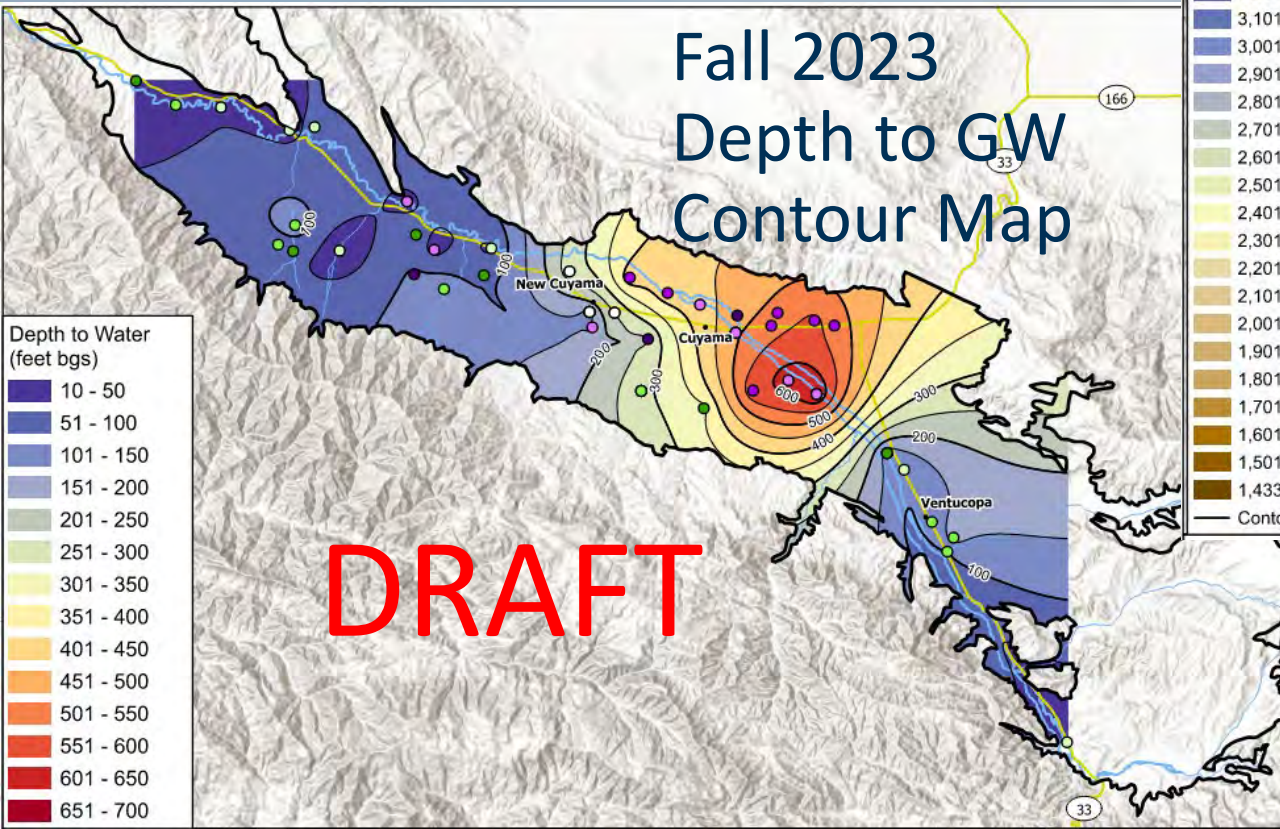 Fall 2023
Depth to GW
Contour Map
166
33
100
100
New Cuyama
200
300
Cuyama
600
500
400
300
200
Ventucopa
100
33
DRAFT
Depth to Water
(feet bgs)
10 - 50
51 - 100
101 - 150
151 - 200
201 - 250
251 - 300
301 - 350
351 - 400
401 - 450
451 - 500
501 - 550
551 - 600
601 - 650
651 - 700
3,101
3,001
2,901
2,801
2,701
2,601
2,501
2,401
2,301
2,201
2,101
2,001
1,901
1,801
1,701
1,601
1,501
1,433
Conto